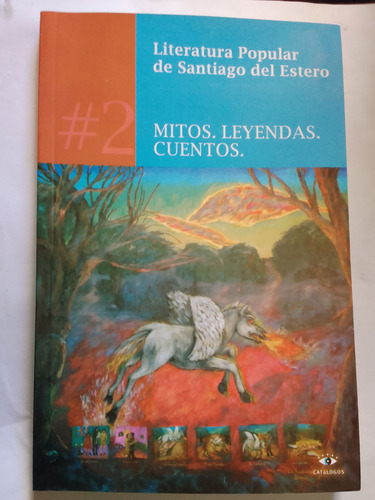 Literatura Popular
de Santiago del Estero
#2
MITOS. LEYENDAS.
CUENTOS.
CATÁLOGOS